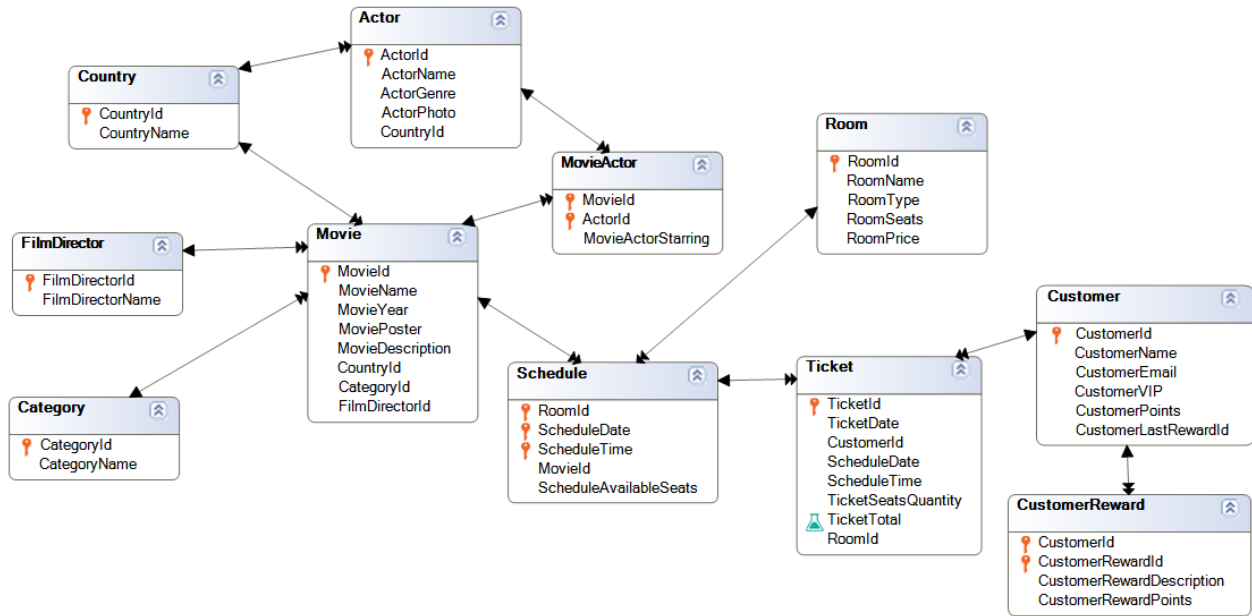 Actor
ActorId
ActorName
ActorGenre
ActorPhoto
CountryId
Country
CountryId
CountryName
Room
RoomId
RoomName
RoomType
RoomSeats
RoomPrice
MovieActor
MovieId
ActorId
MovieActorStarring
FilmDirector
FilmDirectorId
FilmDirectorName
Movie
MovieId
MovieName
MovieYear
MoviePoster
MovieDescription
CountryId
CategoryId
FilmDirectorId
Customer
CustomerId
CustomerName
CustomerEmail
CustomerVIP
CustomerPoints
CustomerLastRewardId
Schedule
RoomId
ScheduleDate
ScheduleTime
MovieId
ScheduleAvailableSeats
Ticket
TicketId
TicketDate
CustomerId
ScheduleDate
ScheduleTime
TicketSeatsQuantity
TicketTotal
RoomId
Category
CategoryId
CategoryName
CustomerReward
CustomerId
CustomerRewardId
CustomerRewardDescription
CustomerRewardPoints